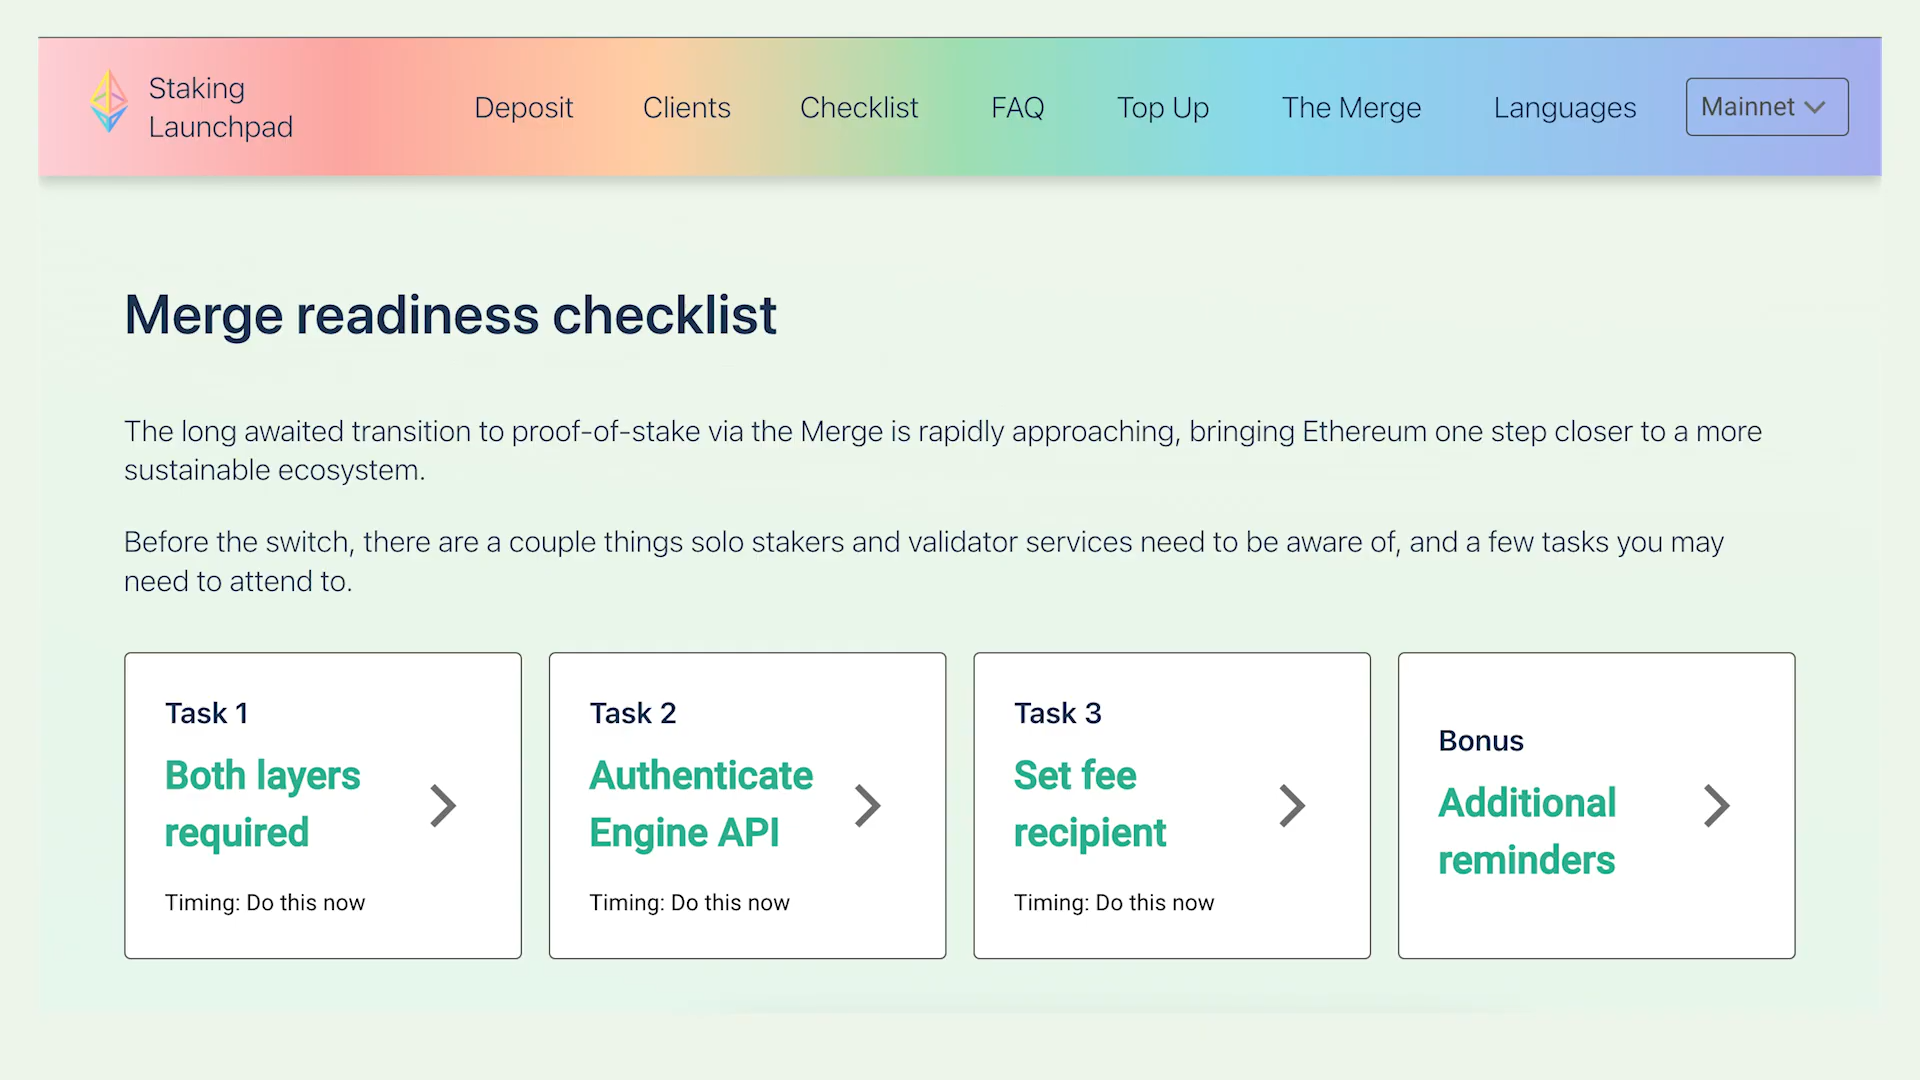 Staking
Launchpad
Deposit
Clients
Checklist
FAQ
Top Up
The Merge
Languages
Mainnet
Merge readiness checklist
The long awaited transition to proof-of-stake via the Merge is rapidly approaching, bringing Ethereum one step closer to a more
sustainable ecosystem.
Before the switch, there are a couple things solo stakers and validator services need to be aware of, and a few tasks you may
need to attend to.
Task 1
Both layers
required
Timing: Do this now
Task 2
Authenticate
Engine API
Timing: Do this now
Task 3
Set fee
recipient
Timing: Do this now
Bonus
Additional
reminders